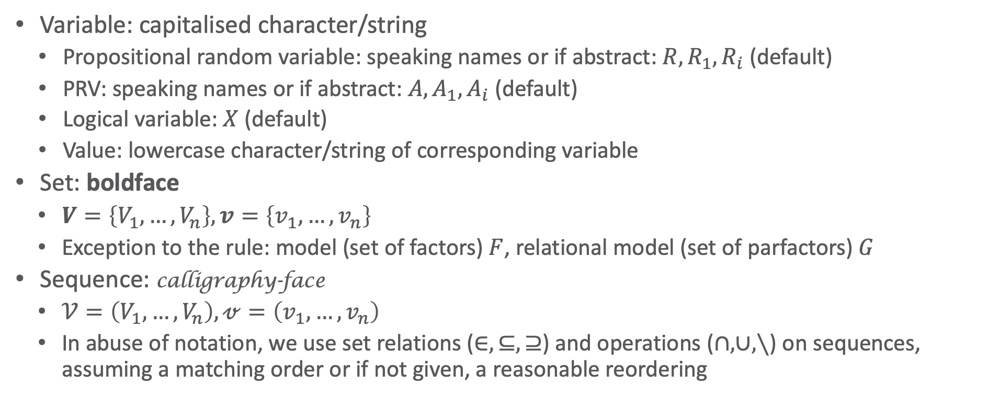 • Variable: capitalised character/string
• Propositional random variable: speaking names or if abstract: R, R₁, Rᵢ (default)
• PRV: speaking names or if abstract: A, A₁, Aᵢ (default)
• Logical variable: X (default)
• Value: lowercase character/string of corresponding variable
• Set: boldface
• V = {V₁, … , Vₙ}, v = {v₁, … , vₙ}
• Exception to the rule: model (set of factors) F, relational model (set of parfactors) G
• Sequence: calligraphy-face
• 𝒱 = (V₁, … , Vₙ), 𝓋 = (v₁, … , vₙ)
• In abuse of notation, we use set relations (∈, ⊆, ⊇) and operations (∩,∪,\) on sequences,
assuming a matching order or if not given, a reasonable reordering